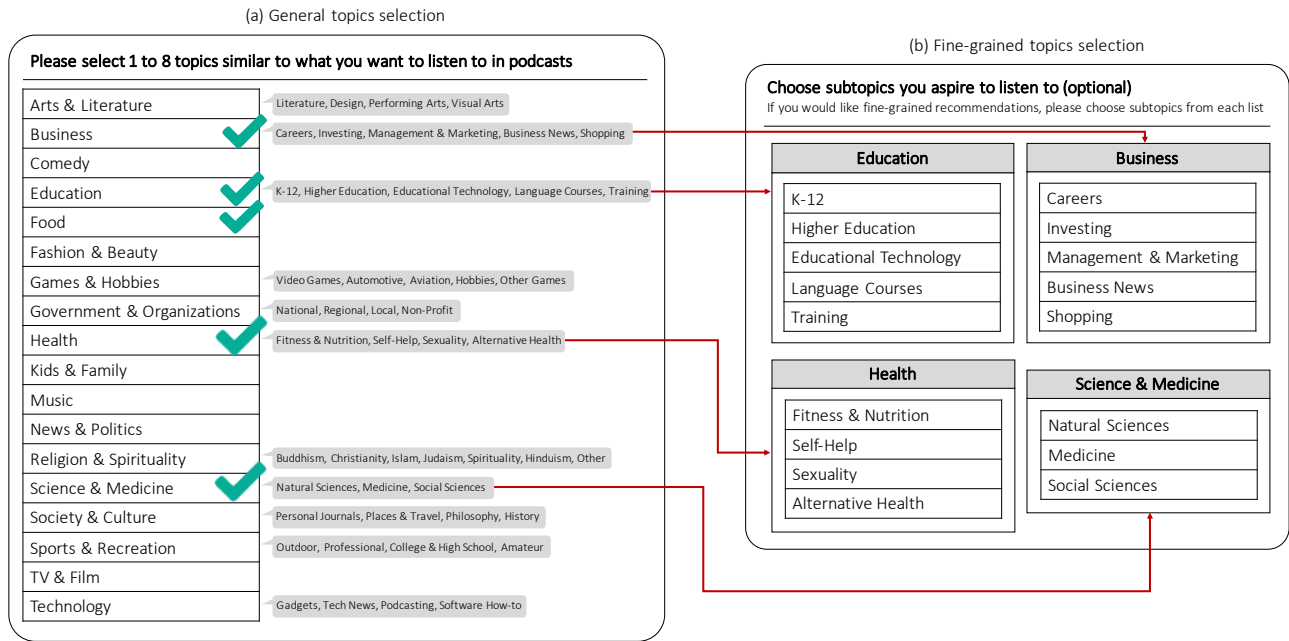 (a) General topics selection
Please select 1 to 8 topics similar to what you want to listen to in podcasts
Arts & Literature
Literature, Design, Performing Arts, Visual Arts
Business
Careers, Investing, Management & Marketing, Business News, Shopping
Comedy
Education
K-12, Higher Education, Educational Technology, Language Courses, Training
Food
Fashion & Beauty
Games & Hobbies
Video Games, Automotive, Aviation, Hobbies, Other Games
Government & Organizations
National, Regional, Local, Non-Profit
Health
Fitness & Nutrition, Self-Help, Sexuality, Alternative Health
Kids & Family
Music
News & Politics
Religion & Spirituality
Buddhism, Christianity, Islam, Judaism, Spirituality, Hinduism, Other
Science & Medicine
Natural Sciences, Medicine, Social Sciences
Society & Culture
Personal Journals, Places & Travel, Philosophy, History
Sports & Recreation
Outdoor, Professional, College & High School, Amateur
TV & Film
Technology
Gadgets, Tech News, Podcasting, Software How-to
(b) Fine-grained topics selection
Choose subtopics you aspire to listen to (optional)
If you would like fine-grained recommendations, please choose subtopics from each list
Education
K-12
Higher Education
Educational Technology
Language Courses
Training
Business
Careers
Investing
Management & Marketing
Business News
Shopping
Health
Fitness & Nutrition
Self-Help
Sexuality
Alternative Health
Science & Medicine
Natural Sciences
Medicine
Social Sciences